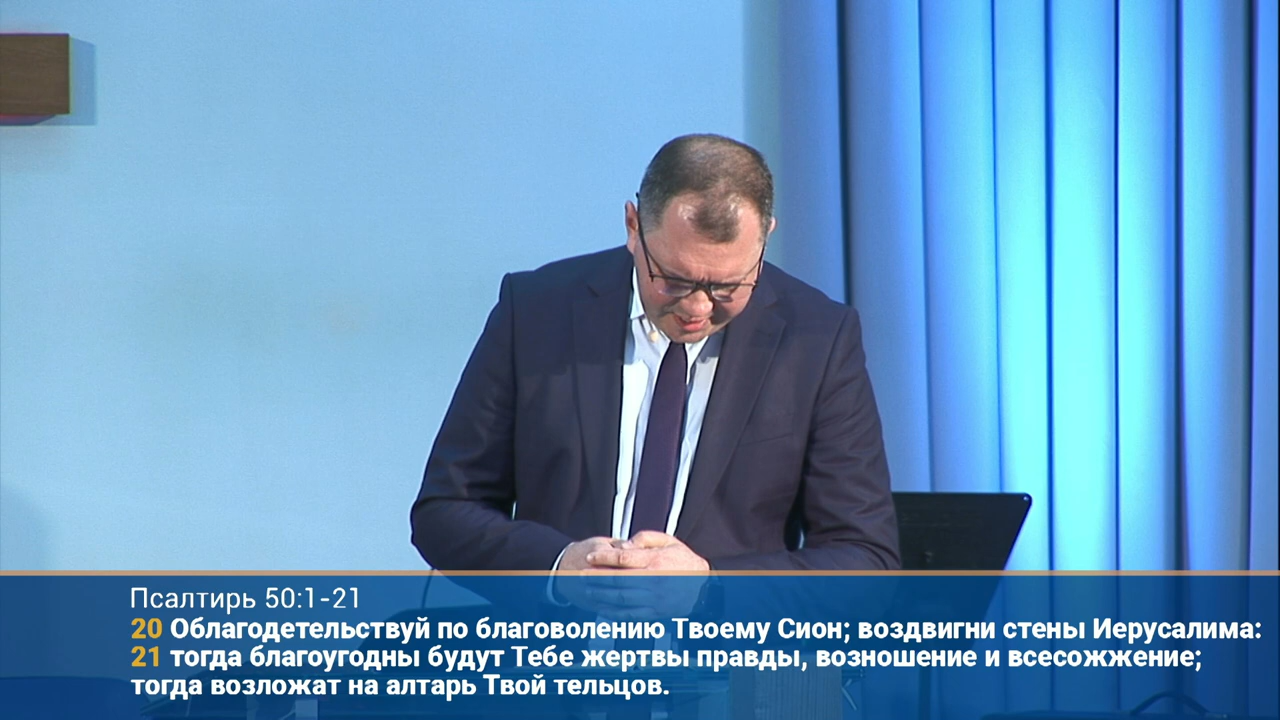 Псалтирь 50:1-21
20 Облагодетельствуй по благоволению Твоему Сион; воздвигни стены Иерусалима:
21 тогда благоугодны будут Тебе жертвы правды, возношение и всесожжение;
тогда возложат на алтарь Твой тельцов.